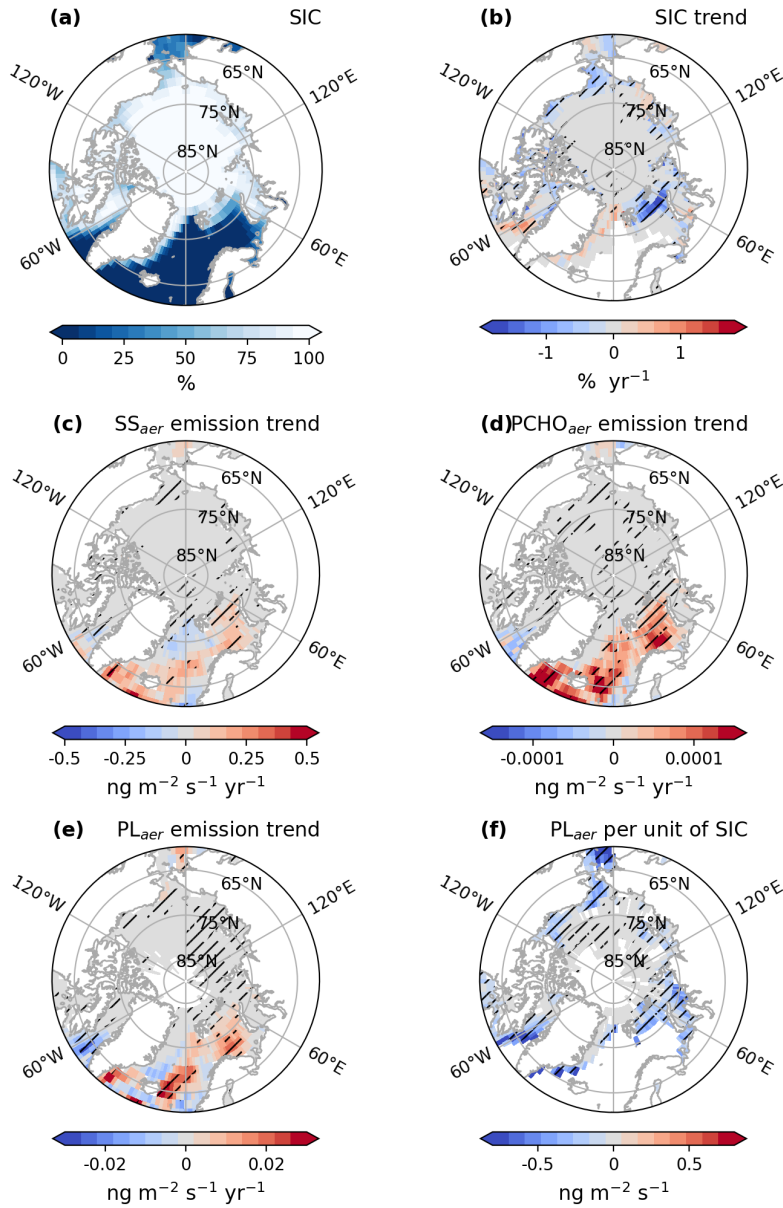 (a) SIC
(b) SIC trend
120°W 65°N 120°E
75°N
85°N
60°W 60°E
65°N 120°E
120°W 75°N
85°N
60°W 60°E
0 25 50 75 100
%
-1 0 1
% yr⁻¹
(c) SSaer emission trend
(d) PCHOaer emission trend
120°W 65°N 120°E
75°N
85°N
60°W 60°E
120°W 65°N 120°E
75°N
85°N
60°W 60°E
-0.5 -0.25 0 0.25 0.5
ng m⁻² s⁻¹ yr⁻¹
-0.0001 0 0.0001
ng m⁻² s⁻¹ yr⁻¹
(e) PLaer emission trend
(f) PLaer per unit of SIC
120°W 65°N 120°E
75°N
85°N
60°W 60°E
120°W 65°N 120°E
75°N
85°N
60°W 60°E
-0.02 0 0.02
ng m⁻² s⁻¹ yr⁻¹
-0.5 0 0.5
ng m⁻² s⁻¹